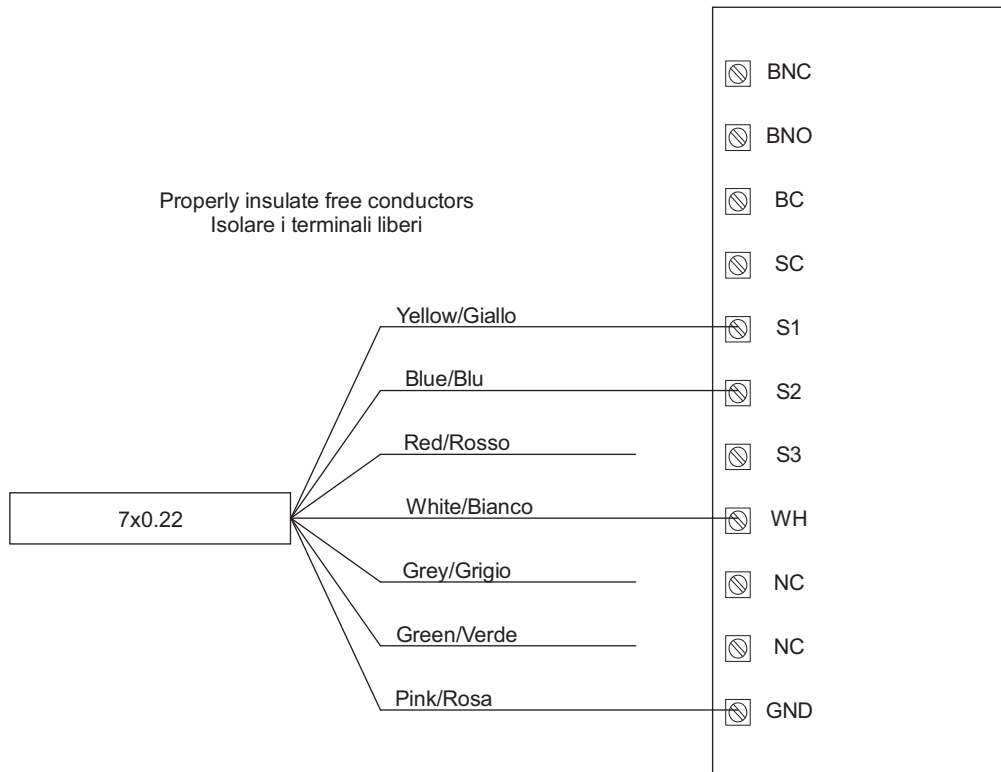 BNC
BNO
Properly insulate free conductors
Isolare i terminali liberi
BC
SC
Yellow/Giallo
S1
Blue/Blu
S2
Red/Rosso
S3
7x0.22
White/Bianco
WH
Grey/Grigio
NC
Green/Verde
NC
Pink/Rosa
GND